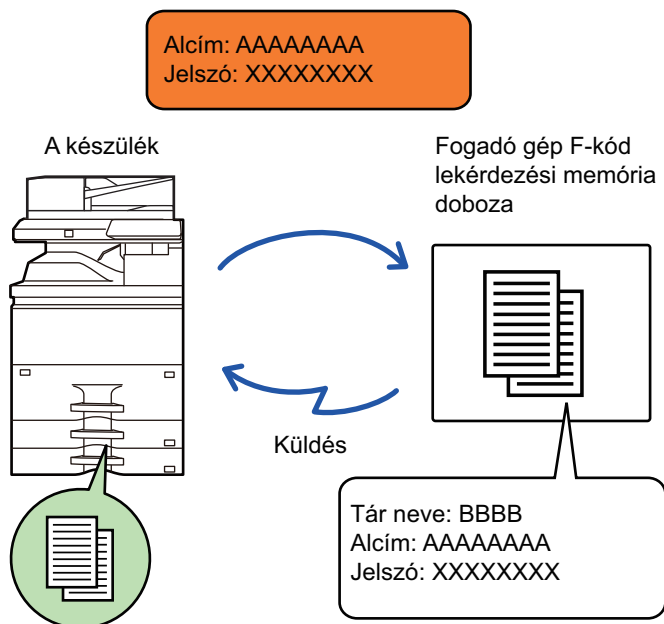 Alcím: AAAAAAAA
Jelszó: XXXXXXXX
A készülék
Fogadó gép F-kód
lekérdezési memória
doboza
Küldés
Tár neve: BBBB
Alcím: AAAAAAAA
Jelszó: XXXXXXXX